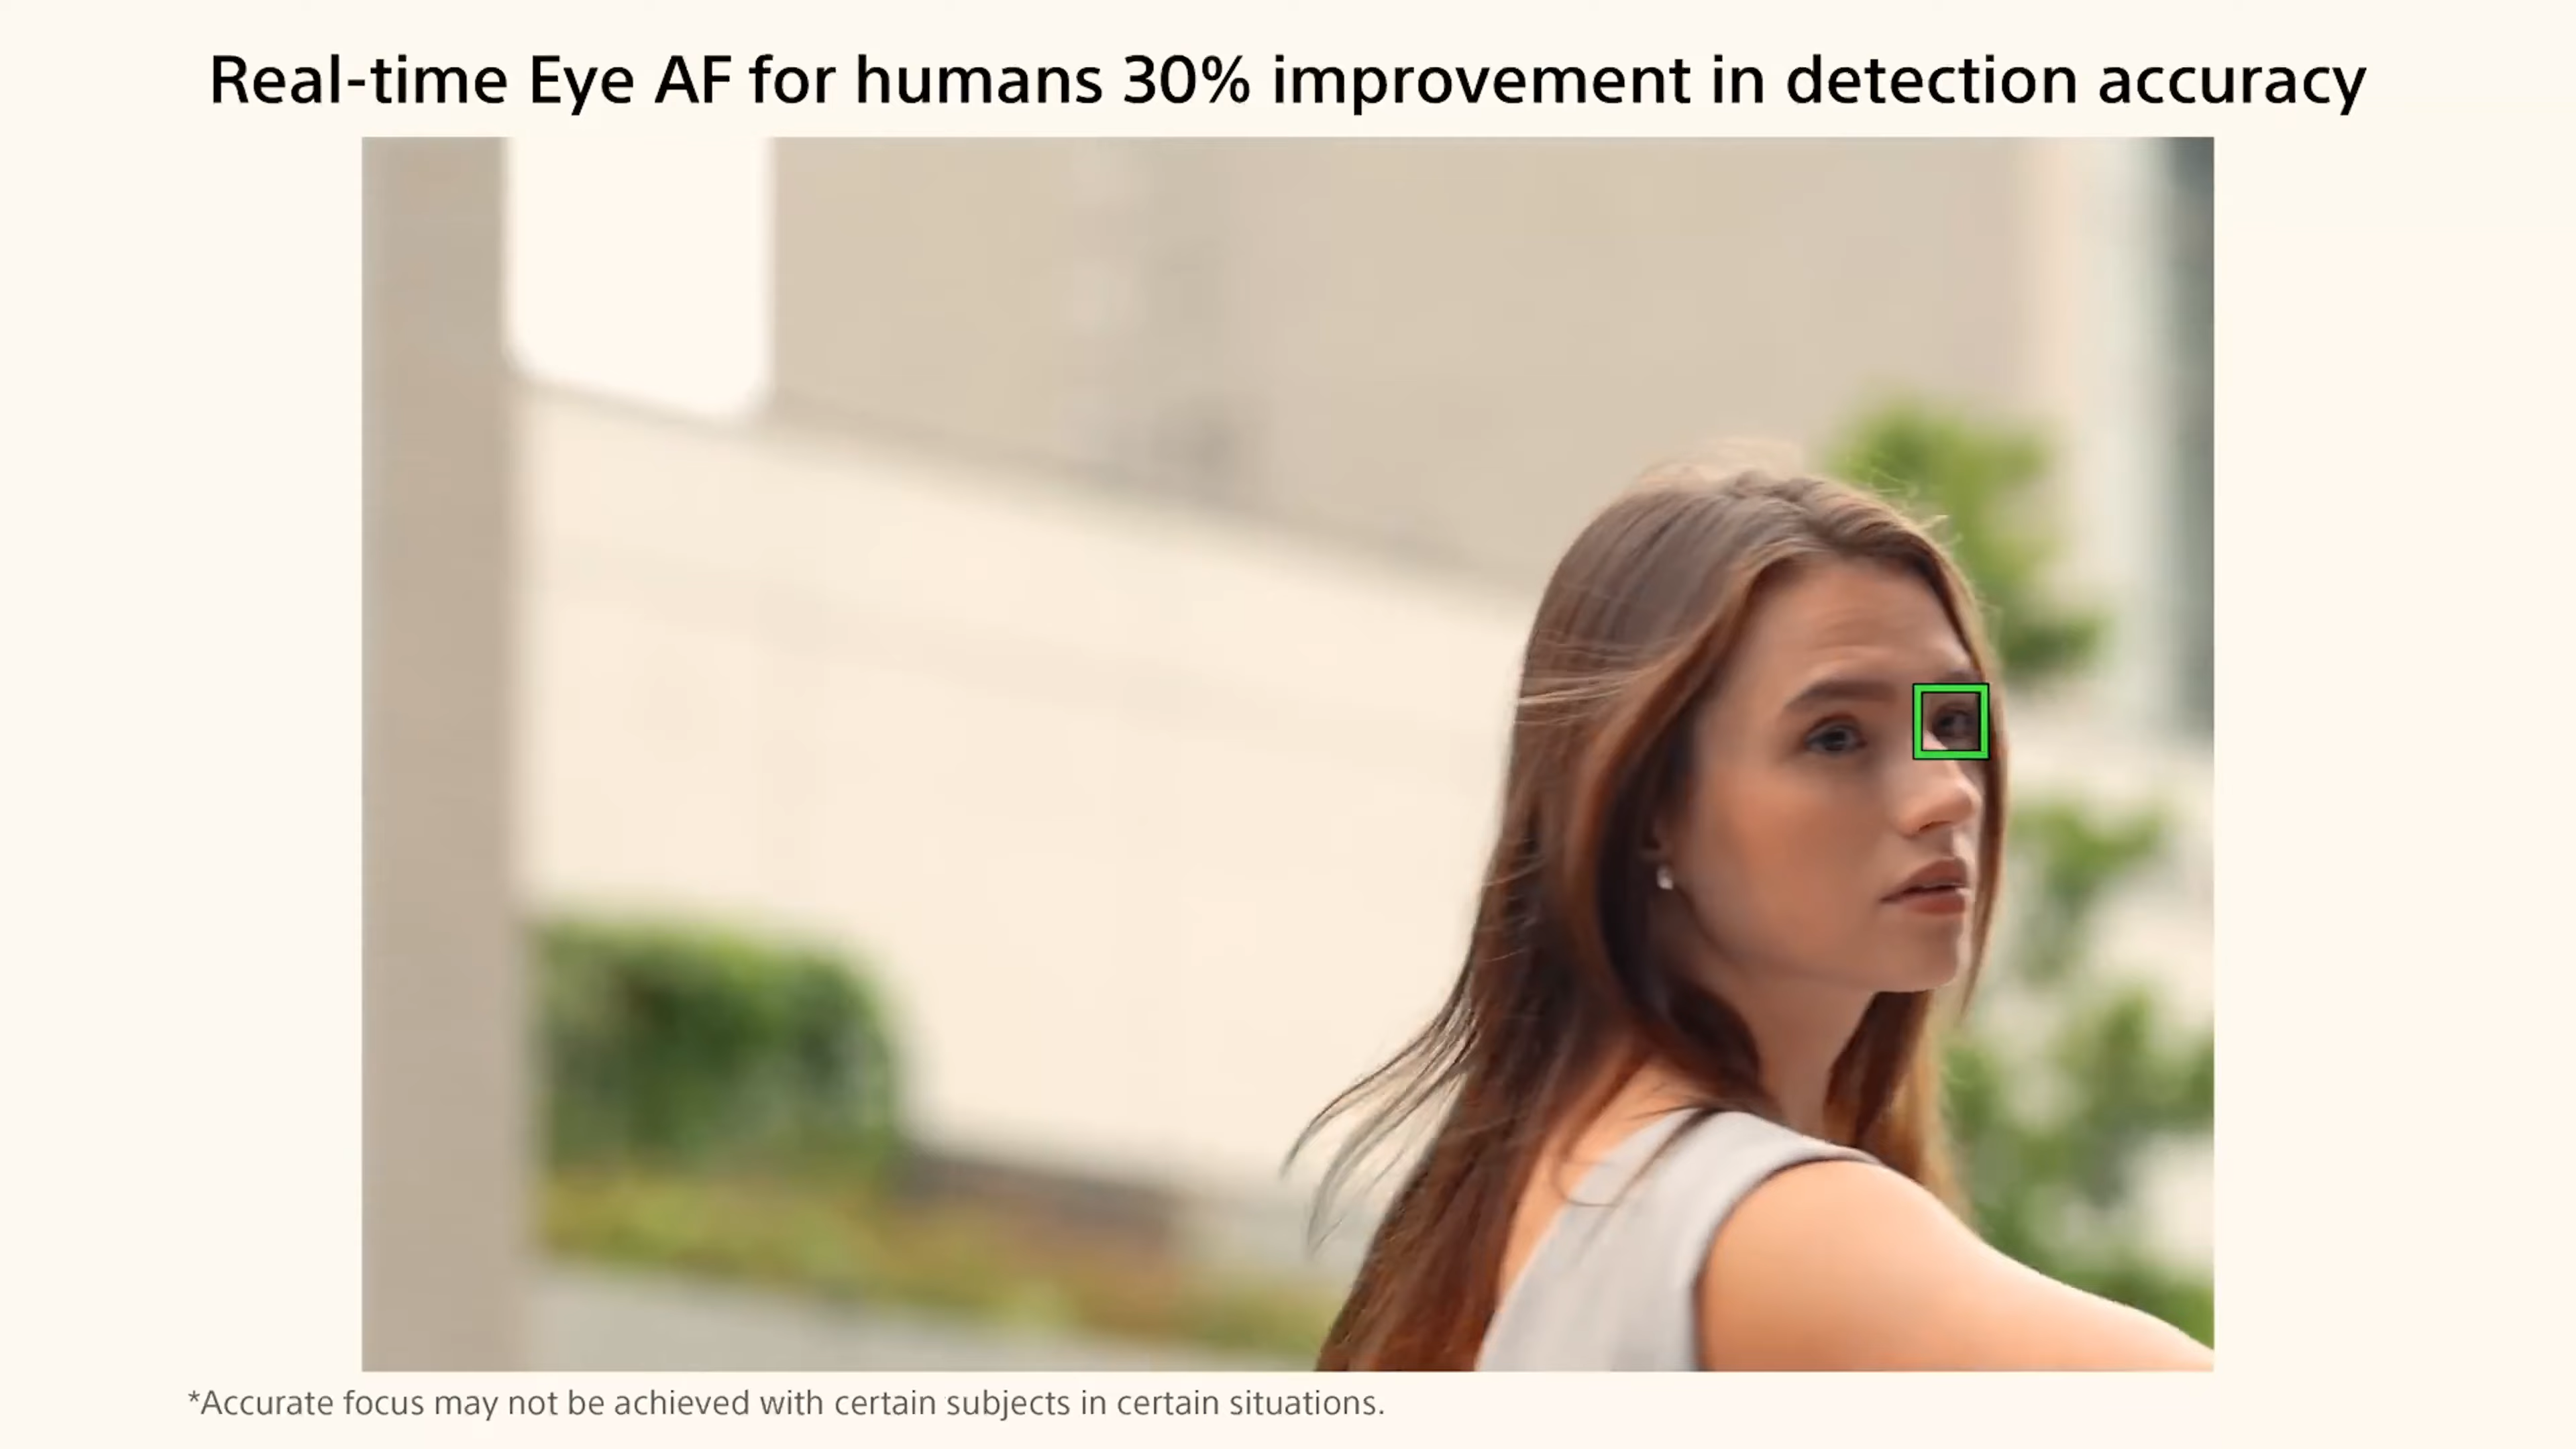 Real-time Eye AF for humans 30% improvement in detection accuracy
*Accurate focus may not be achieved with certain subjects in certain situations.